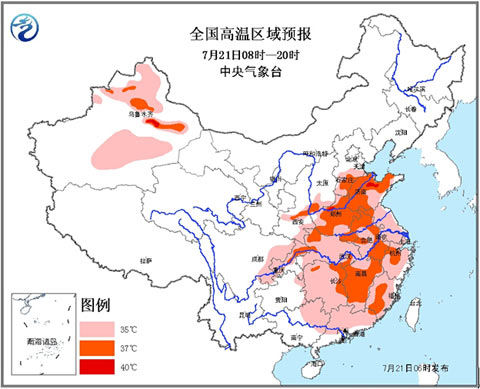 全国高温区域预报
7月21日08时—20时
中央气象台
哈尔滨
长春
乌鲁木齐
沈阳
呼和浩特
北京
天津
银川
太原
石家庄
济南
西宁
兰州
西安
郑州
合肥
南京
上海
拉萨
成都
重庆
武汉
杭州
长沙
南昌
贵阳
福州
昆明
台北
南宁
香港
海口
南海诸岛
图例
35℃
37℃
40℃
7月21日06时发布